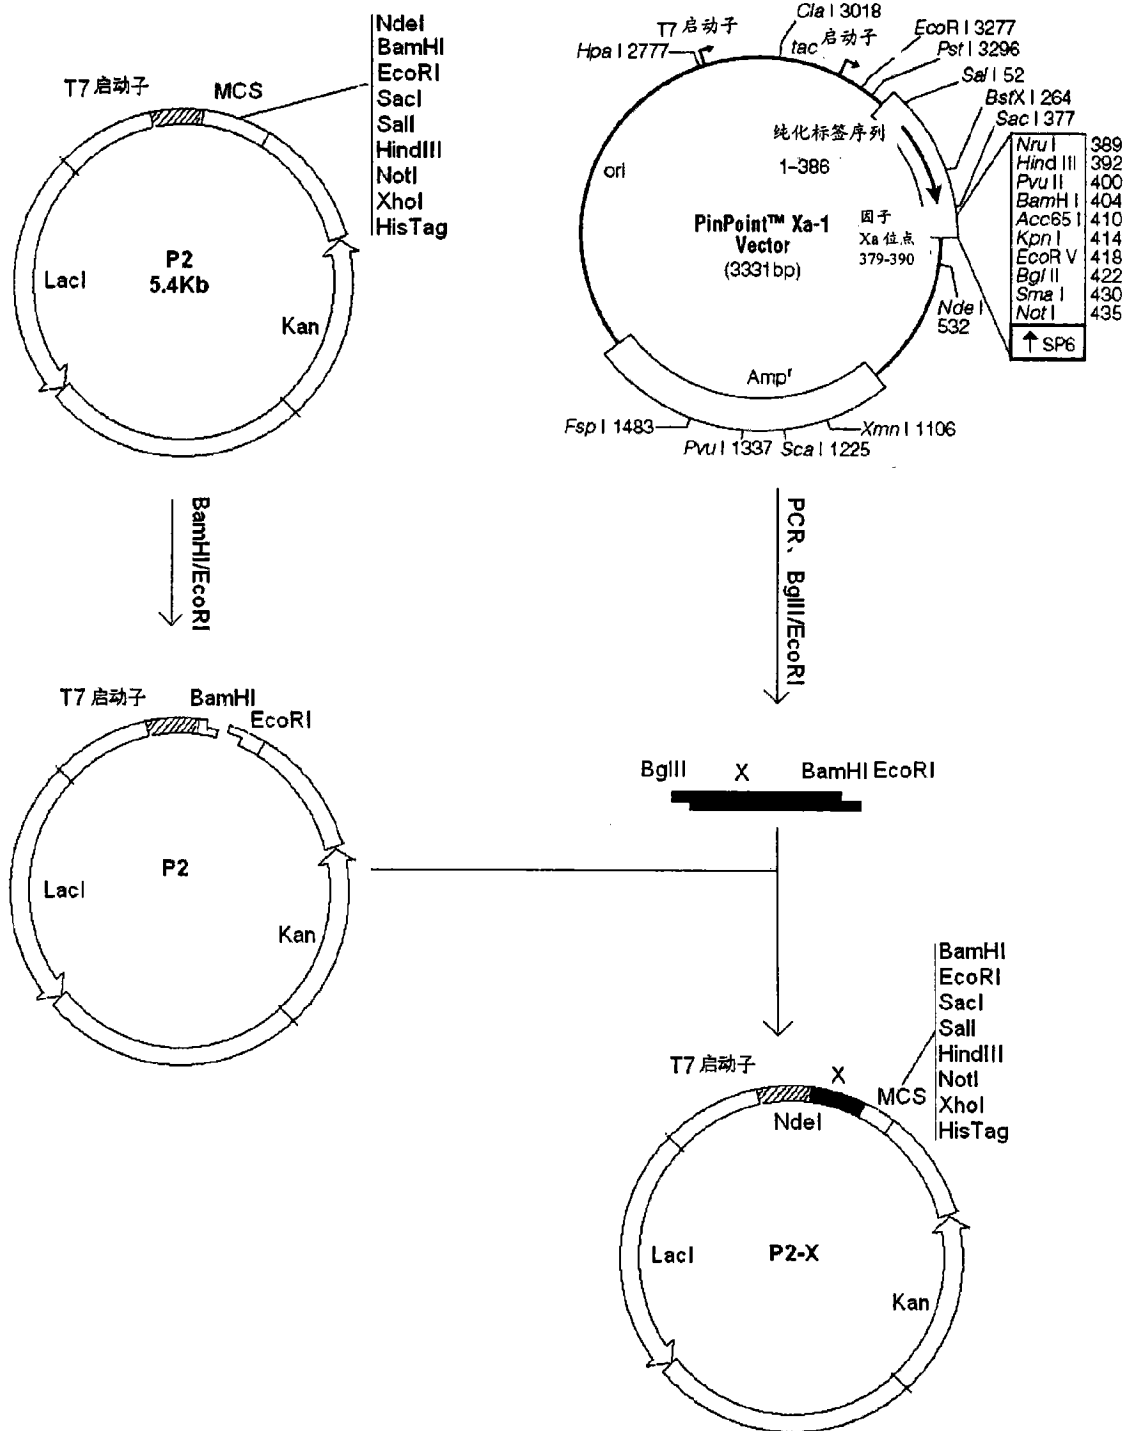 NdeI
BamHI
EcoRI
SacI
SalI
HindIII
NotI
XhoI
HisTag
T7 启动子
MCS
LacI
P2
5.4Kb
Kan
T7 启动子
Cla I 3018
Hpa I 2777
tac 启动子
EcoR I 3277
Pst I 3296
Sal I 52
BstX I 264
Sac I 377
Nru I 389
Hind III 392
Pvu II 400
BamH I 404
Acc65 I 410
Kpn I 414
EcoR V 418
Bgl II 422
Sma I 430
Not I 435
↑ SP6
纯化标签序列
1-386
ori
PinPoint™ Xa-1
Vector
(3331bp)
因子
Xa 位点
379-390
Nde I
532
Ampʳ
Fsp I 1483
Pvu I 1337
Sca I 1225
Xmn I 1106
BamHI/EcoRI
PCR、BglII/EcoRI
T7 启动子
BamHI
EcoRI
P2
LacI
Kan
BglII
X
BamHI EcoRI
BamHI
EcoRI
SacI
SalI
HindIII
NotI
XhoI
HisTag
T7 启动子
X
MCS
NdeI
LacI
P2-X
Kan